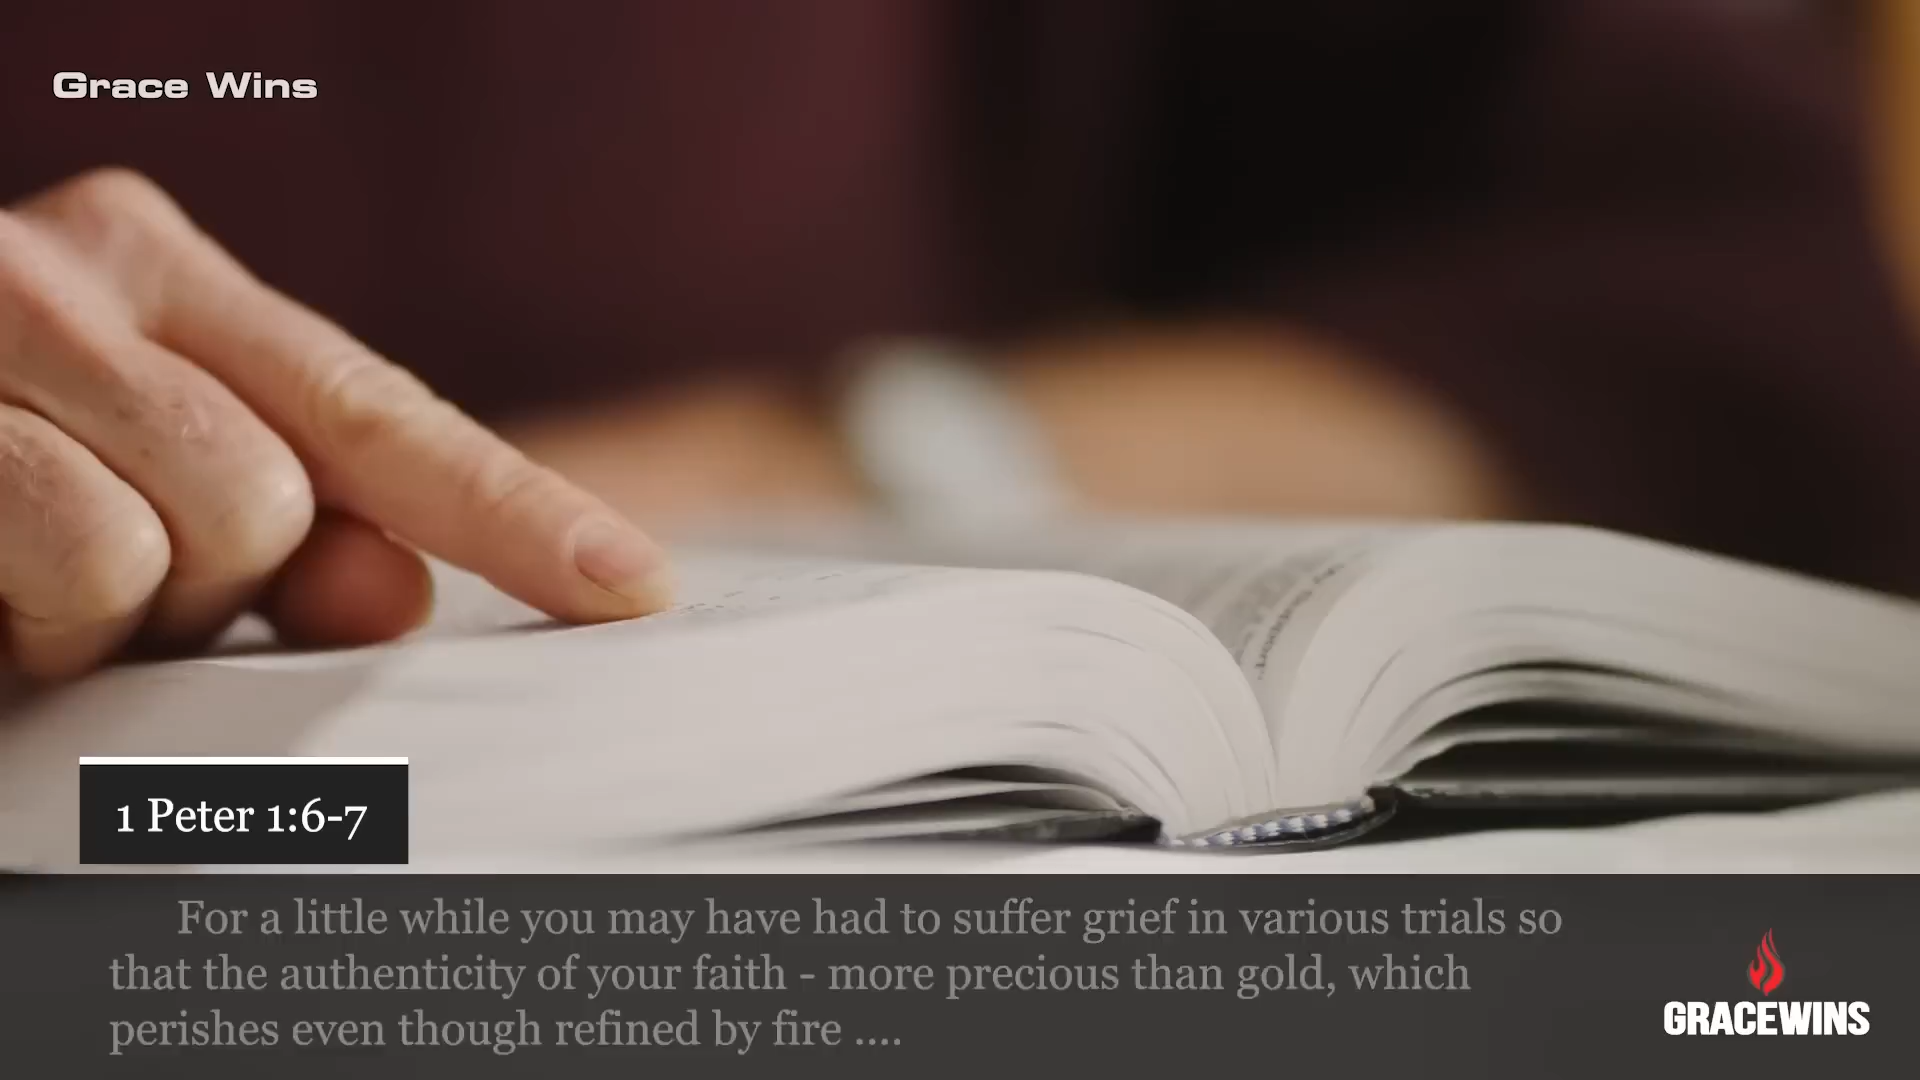 Grace Wins
1 Peter 1:6-7
For a little while you may have had to suffer grief in various trials so
that the authenticity of your faith - more precious than gold, which
perishes even though refined by fire ....
GRACEWINS